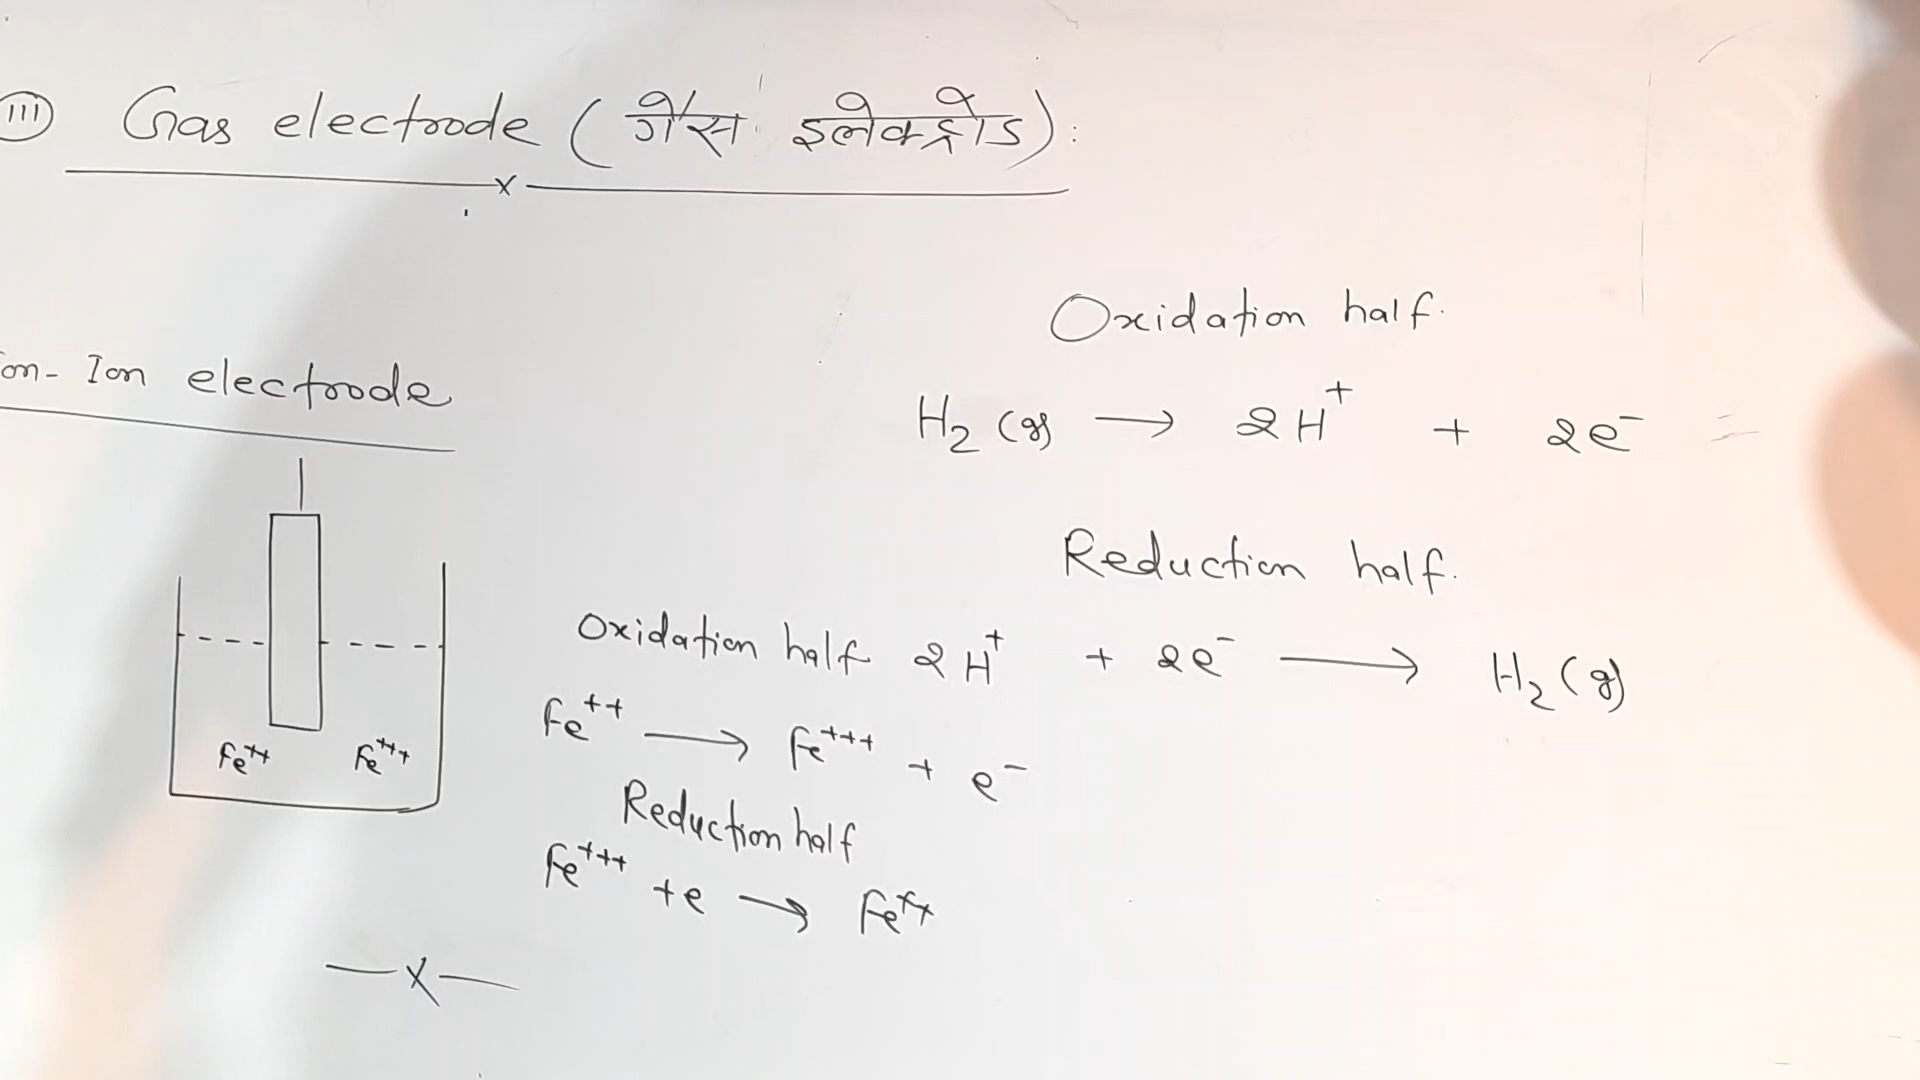 (III) Gas electrode (गैस इलेक्ट्रोड):
Oxidation half.
H₂ (g) → 2H⁺ + 2e⁻ =
Reduction half.
2H⁺ + 2e⁻ → H₂(g)
on- Ion electrode
Fe⁺⁺ Fe⁺⁺⁺
Oxidation half
Fe⁺⁺ → Fe⁺⁺⁺ + e⁻
Reduction half
Fe⁺⁺⁺ + e → Fe⁺⁺
—x—